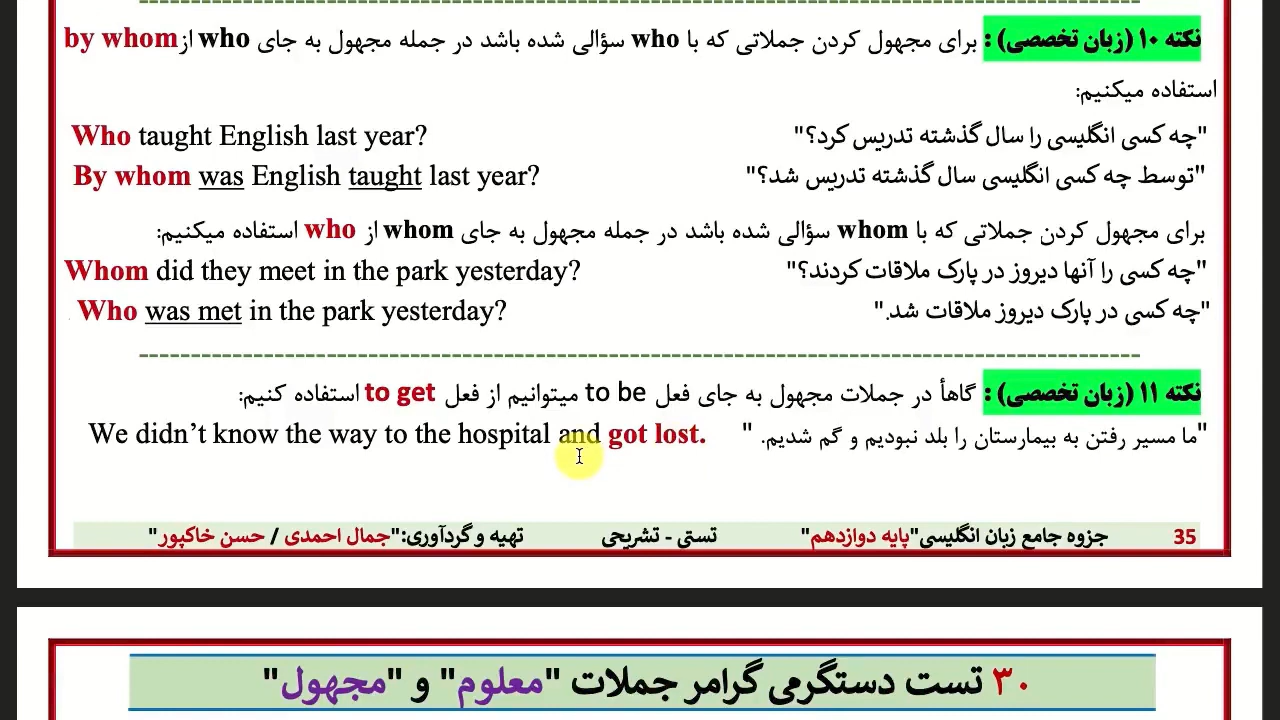 نکته ۱۰ (زبان تخصصی) : برای مجهول کردن جملاتی که با who سؤالی شده باشد در جمله مجهول به جای who از by whom
استفاده میکنیم:
Who taught English last year? "چه کسی انگلیسی را سال گذشته تدریس کرد؟"
By whom was English taught last year? "توسط چه کسی انگلیسی سال گذشته تدریس شد؟"
برای مجهول کردن جملاتی که با whom سؤالی شده باشد در جمله مجهول به جای whom از who استفاده میکنیم:
Whom did they meet in the park yesterday? "چه کسی را آنها دیروز در پارک ملاقات کردند؟"
Who was met in the park yesterday? "چه کسی در پارک دیروز ملاقات شد."
نکته ۱۱ (زبان تخصصی) : گاهأ در جملات مجهول به جای فعل to be میتوانیم از فعل to get استفاده کنیم:
We didn't know the way to the hospital and got lost. "ما مسیر رفتن به بیمارستان را بلد نبودیم و گم شدیم. "
35 جزوه جامع زبان انگلیسی"پایه دوازدهم" تستی - تشریحی تهیه و گردآوری:"جمال احمدی / حسن خاکپور"
۳۰ تست دستگرمی گرامر جملات "معلوم" و "مجهول"